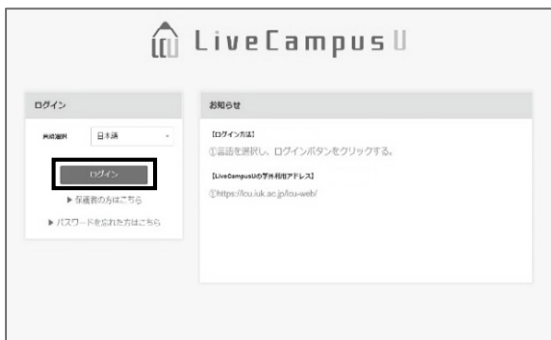 LiveCampusU
ログイン
言語選択 日本語
ログイン
▶ 保護者の方はこちら
▶ パスワードを忘れた方はこちら
お知らせ
【ログイン方法】
①言語を選択し、ログインボタンをクリックする。
【LiveCampusUの学外利用アドレス】
①https://lcu.iuk.ac.jp/lcu-web/